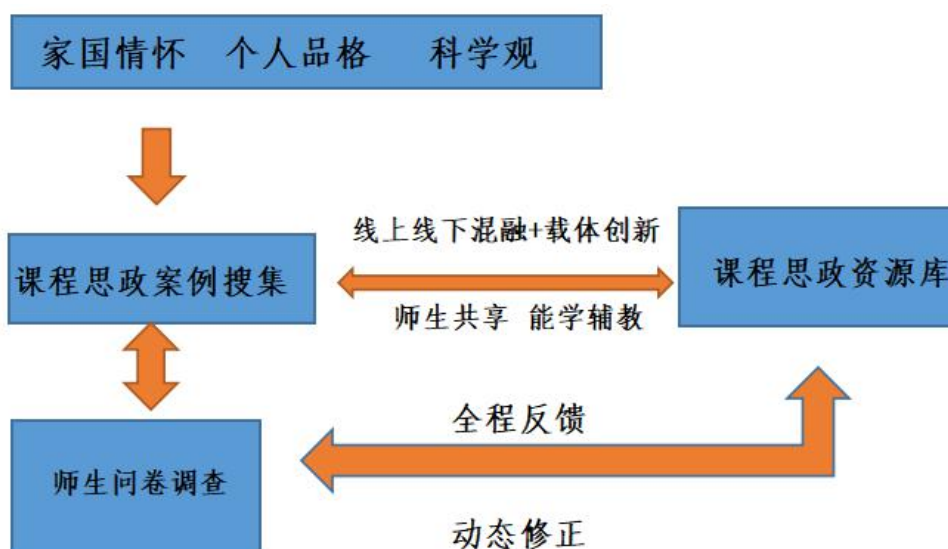 家国情怀 个人品格 科学观
线上线下混融+载体创新
课程思政案例搜集
课程思政资源库
师生共享 能学辅教
全程反馈
师生问卷调查
动态修正